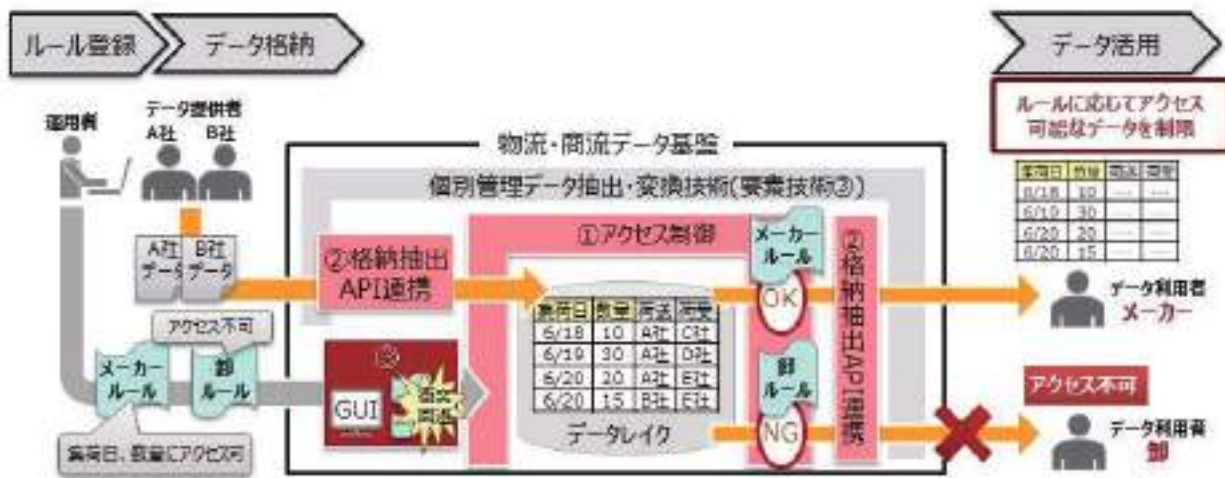 ルール登録
データ格納
データ活用
ルールに応じてアクセス
可能なデータを制限
運用者
データ提供者
A社 B社
物流・商流データ基盤
個別管理データ抽出・変換技術(要素技術③)
①アクセス制御
A社
データ
B社
データ
②格納抽出
API連携
メーカー
ルール
OK
②格納抽出API連携
集荷日 数量 荷送 荷受
6/18 10 A社 C社
6/19 30 A社 D社
6/20 20 A社 E社
6/20 15 B社 E社
データレイク
卸
ルール
NG
集荷日 数量 荷送 荷受
6/18 10 ---- ----
6/19 30 ---- ----
6/20 20 ---- ----
6/20 15 ---- ----
データ利用者
メーカー
アクセス不可
データ利用者
卸
アクセス不可
メーカー
ルール
卸
ルール
集荷日、数量にアクセス可
GUI